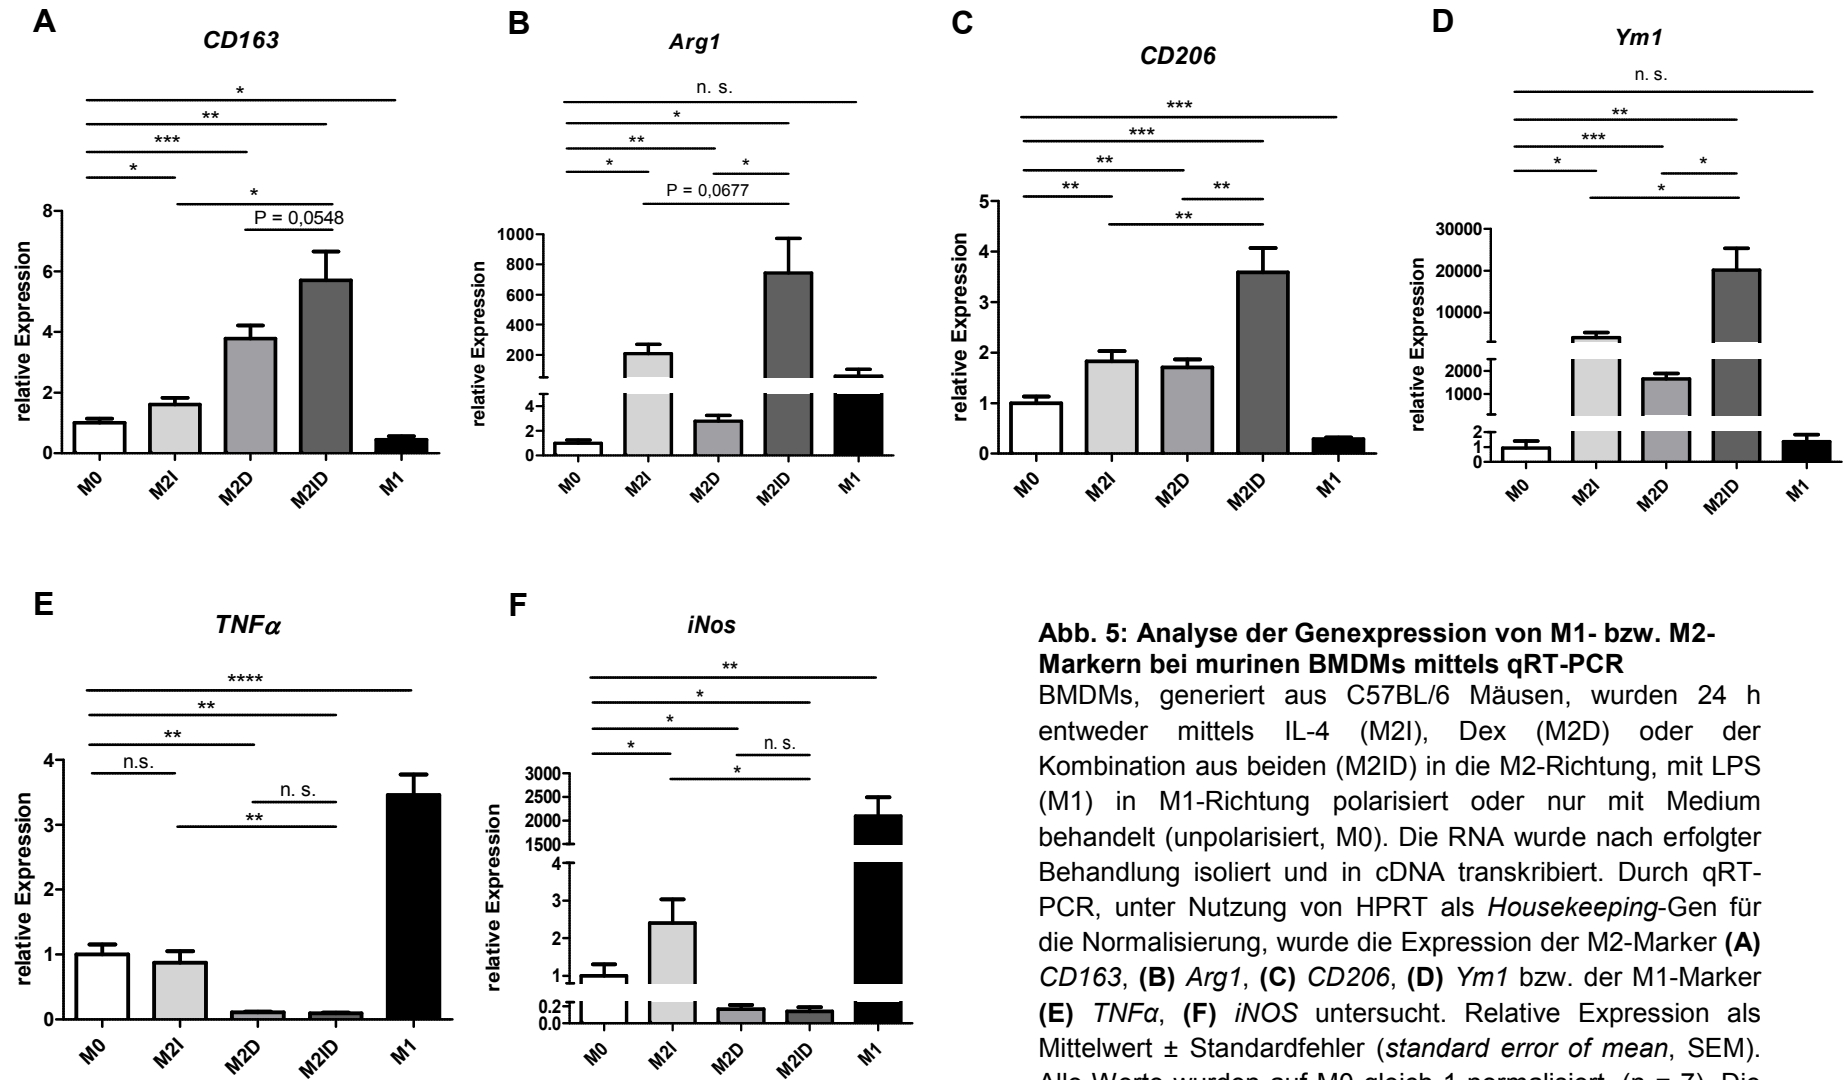 A
CD163
*
**
***
*
*
P = 0,0548
relative Expression
8
6
4
2
0
M0 M2I M2D M2ID M1
B
Arg1
n. s.
*
**
* *
P = 0,0677
relative Expression
1000
800
600
400
200
4
2
0
M0 M2I M2D M2ID M1
C
CD206
***
***
**
** **
**
relative Expression
5
4
3
2
1
0
M0 M2I M2D M2ID M1
D
Ym1
n. s.
**
***
* *
*
relative Expression
30000
20000
10000
2000
1000
2
1
0
M0 M2I M2D M2ID M1
E
TNFα
****
**
**
n.s.
n. s.
**
relative Expression
4
3
2
1
0
M0 M2I M2D M2ID M1
F
iNos
**
*
*
* n. s.
*
relative Expression
3000
2500
2000
1500
4
3
2
1
0.2
0.0
M0 M2I M2D M2ID M1
Abb. 5: Analyse der Genexpression von M1- bzw. M2-
Markern bei murinen BMDMs mittels qRT-PCR
BMDMs, generiert aus C57BL/6 Mäusen, wurden 24 h
entweder mittels IL-4 (M2I), Dex (M2D) oder der
Kombination aus beiden (M2ID) in die M2-Richtung, mit LPS
(M1) in M1-Richtung polarisiert oder nur mit Medium
behandelt (unpolarisiert, M0). Die RNA wurde nach erfolgter
Behandlung isoliert und in cDNA transkribiert. Durch qRT-
PCR, unter Nutzung von HPRT als Housekeeping-Gen für
die Normalisierung, wurde die Expression der M2-Marker (A)
CD163, (B) Arg1, (C) CD206, (D) Ym1 bzw. der M1-Marker
(E) TNFα, (F) iNOS untersucht. Relative Expression als
Mittelwert ± Standardfehler (standard error of mean, SEM).
Alle Werte wurden auf M0 gleich 1 normalisiert. (n = 7). Die